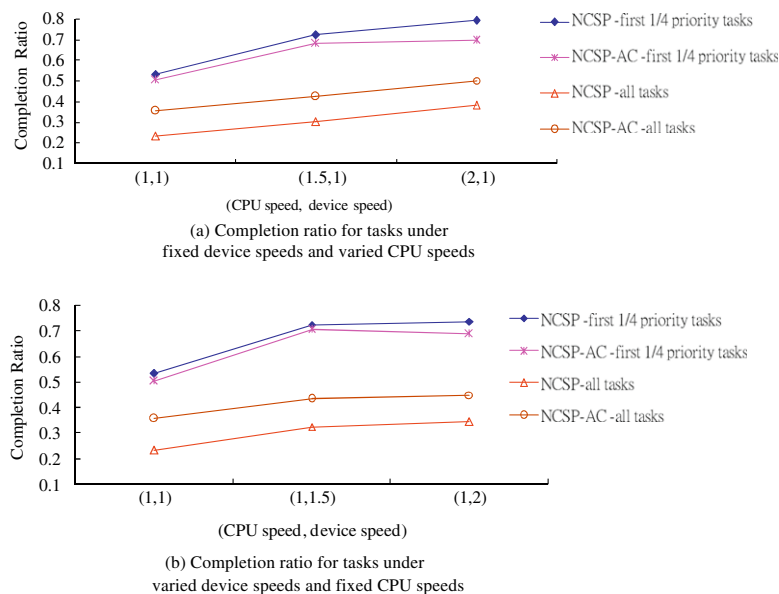 0.8
0.7
0.6
0.5
0.4
0.3
0.2
0.1
Completion Ratio
(1,1)
(1.5,1)
(2,1)
(CPU speed, device speed)
NCSP -first 1/4 priority tasks
NCSP-AC -first 1/4 priority tasks
NCSP -all tasks
NCSP-AC -all tasks
(a) Completion ratio for tasks under
fixed device speeds and varied CPU speeds
0.8
0.7
0.6
0.5
0.4
0.3
0.2
0.1
Completion Ratio
(1,1)
(1,1.5)
(1,2)
(CPU speed, device speed)
NCSP -first 1/4 priority tasks
NCSP-AC -first 1/4 priority tasks
NCSP-all tasks
NCSP-AC -all tasks
(b) Completion ratio for tasks under
varied device speeds and fixed CPU speeds